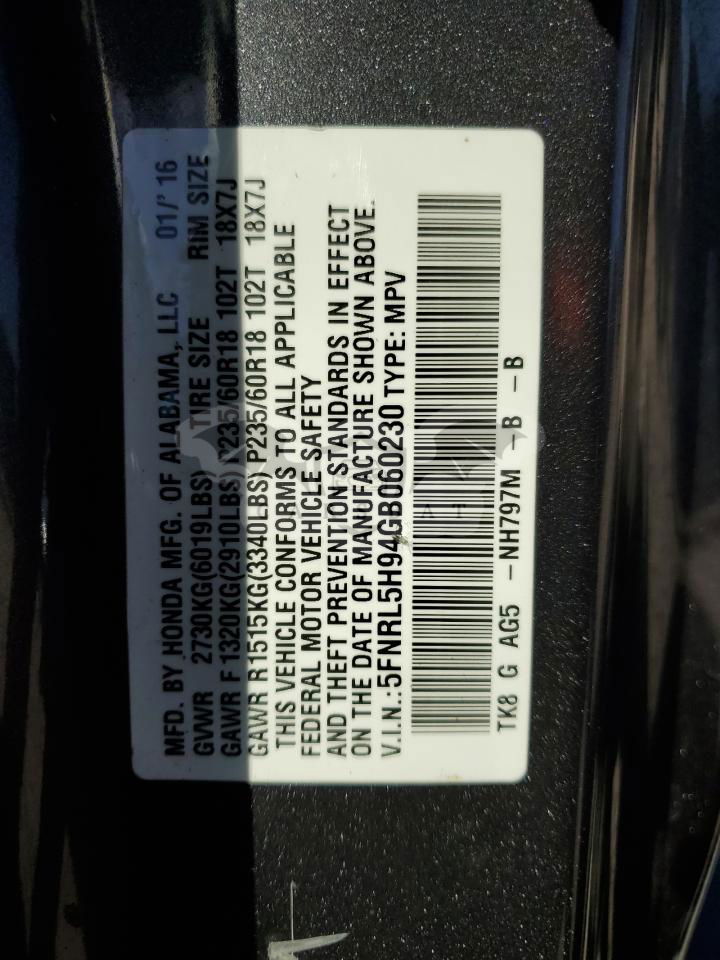 MFD. BY HONDA MFG. OF ALABAMA, LLC 01/' 16
GVWR 2730KG(6019LBS) TIRE SIZE RIM SIZE
GAWR F 1320KG(2910LBS) P235/60R18 102T 18X7J
GAWR R 1515KG(3340LBS) P235/60R18 102T 18X7J
THIS VEHICLE CONFORMS TO ALL APPLICABLE
FEDERAL MOTOR VEHICLE SAFETY
AND THEFT PREVENTION STANDARDS IN EFFECT
ON THE DATE OF MANUFACTURE SHOWN ABOVE.
V.I.N.:5FNRL5H94GB060230 TYPE: MPV
TK8 G AG5 -NH797M -B -B